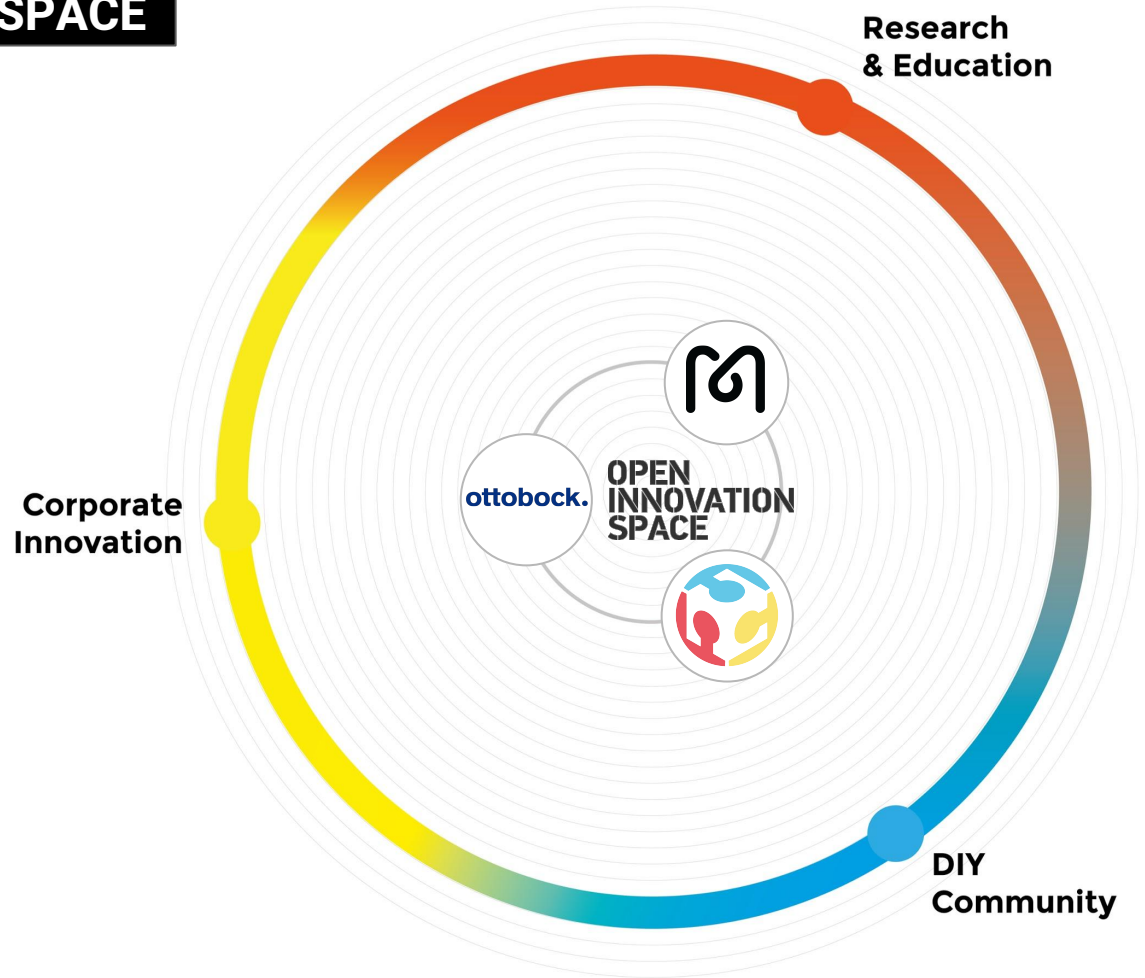 SPACE
Research
& Education
ottobock.
OPEN
INNOVATION
SPACE
Corporate
Innovation
DIY
Community